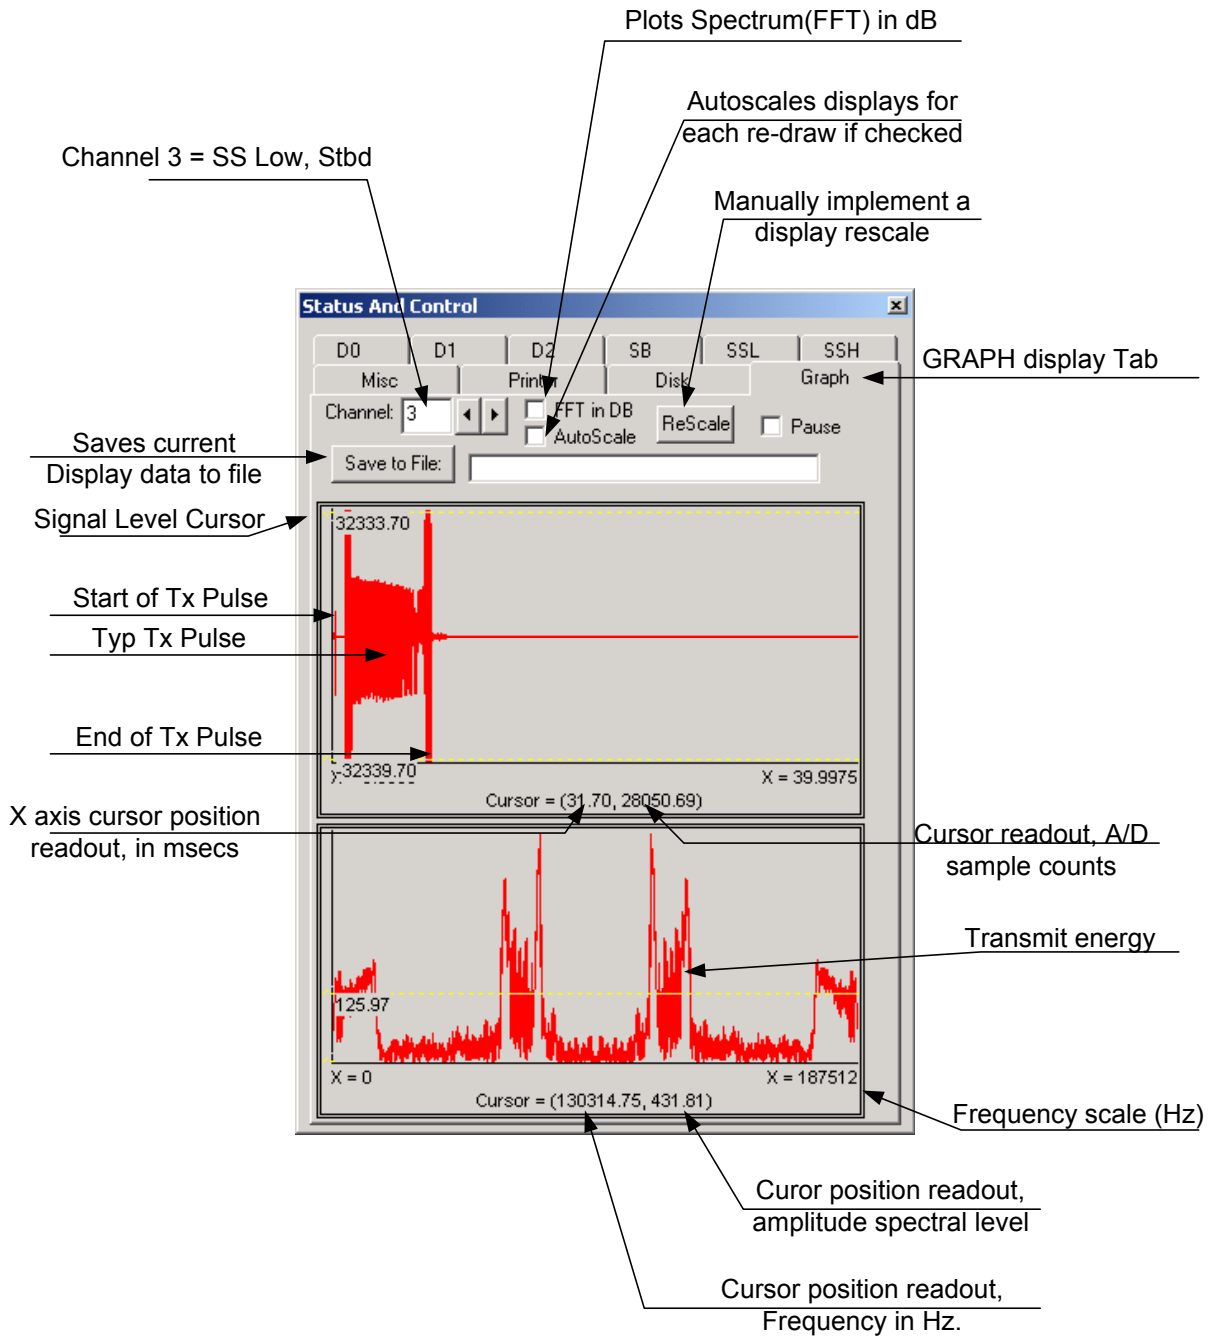 Plots Spectrum(FFT) in dB
Autoscales displays for
each re-draw if checked
Channel 3 = SS Low, Stbd
Manually implement a
display rescale
Status And Control
D0 D1 D2 SB SSL SSH
Misc Printer Disk Graph
GRAPH display Tab
Channel: 3 FFT in DB
AutoScale ReScale Pause
Saves current
Display data to file
Save to File:
Signal Level Cursor
32333.70
Start of Tx Pulse
Typ Tx Pulse
End of Tx Pulse
-32339.70
X = 39.9975
Cursor = (31.70, 28050.69)
X axis cursor position
readout, in msecs
Cursor readout, A/D
sample counts
Transmit energy
125.97
X = 0 X = 187512
Cursor = (130314.75, 431.81)
Frequency scale (Hz)
Curor position readout,
amplitude spectral level
Cursor position readout,
Frequency in Hz.